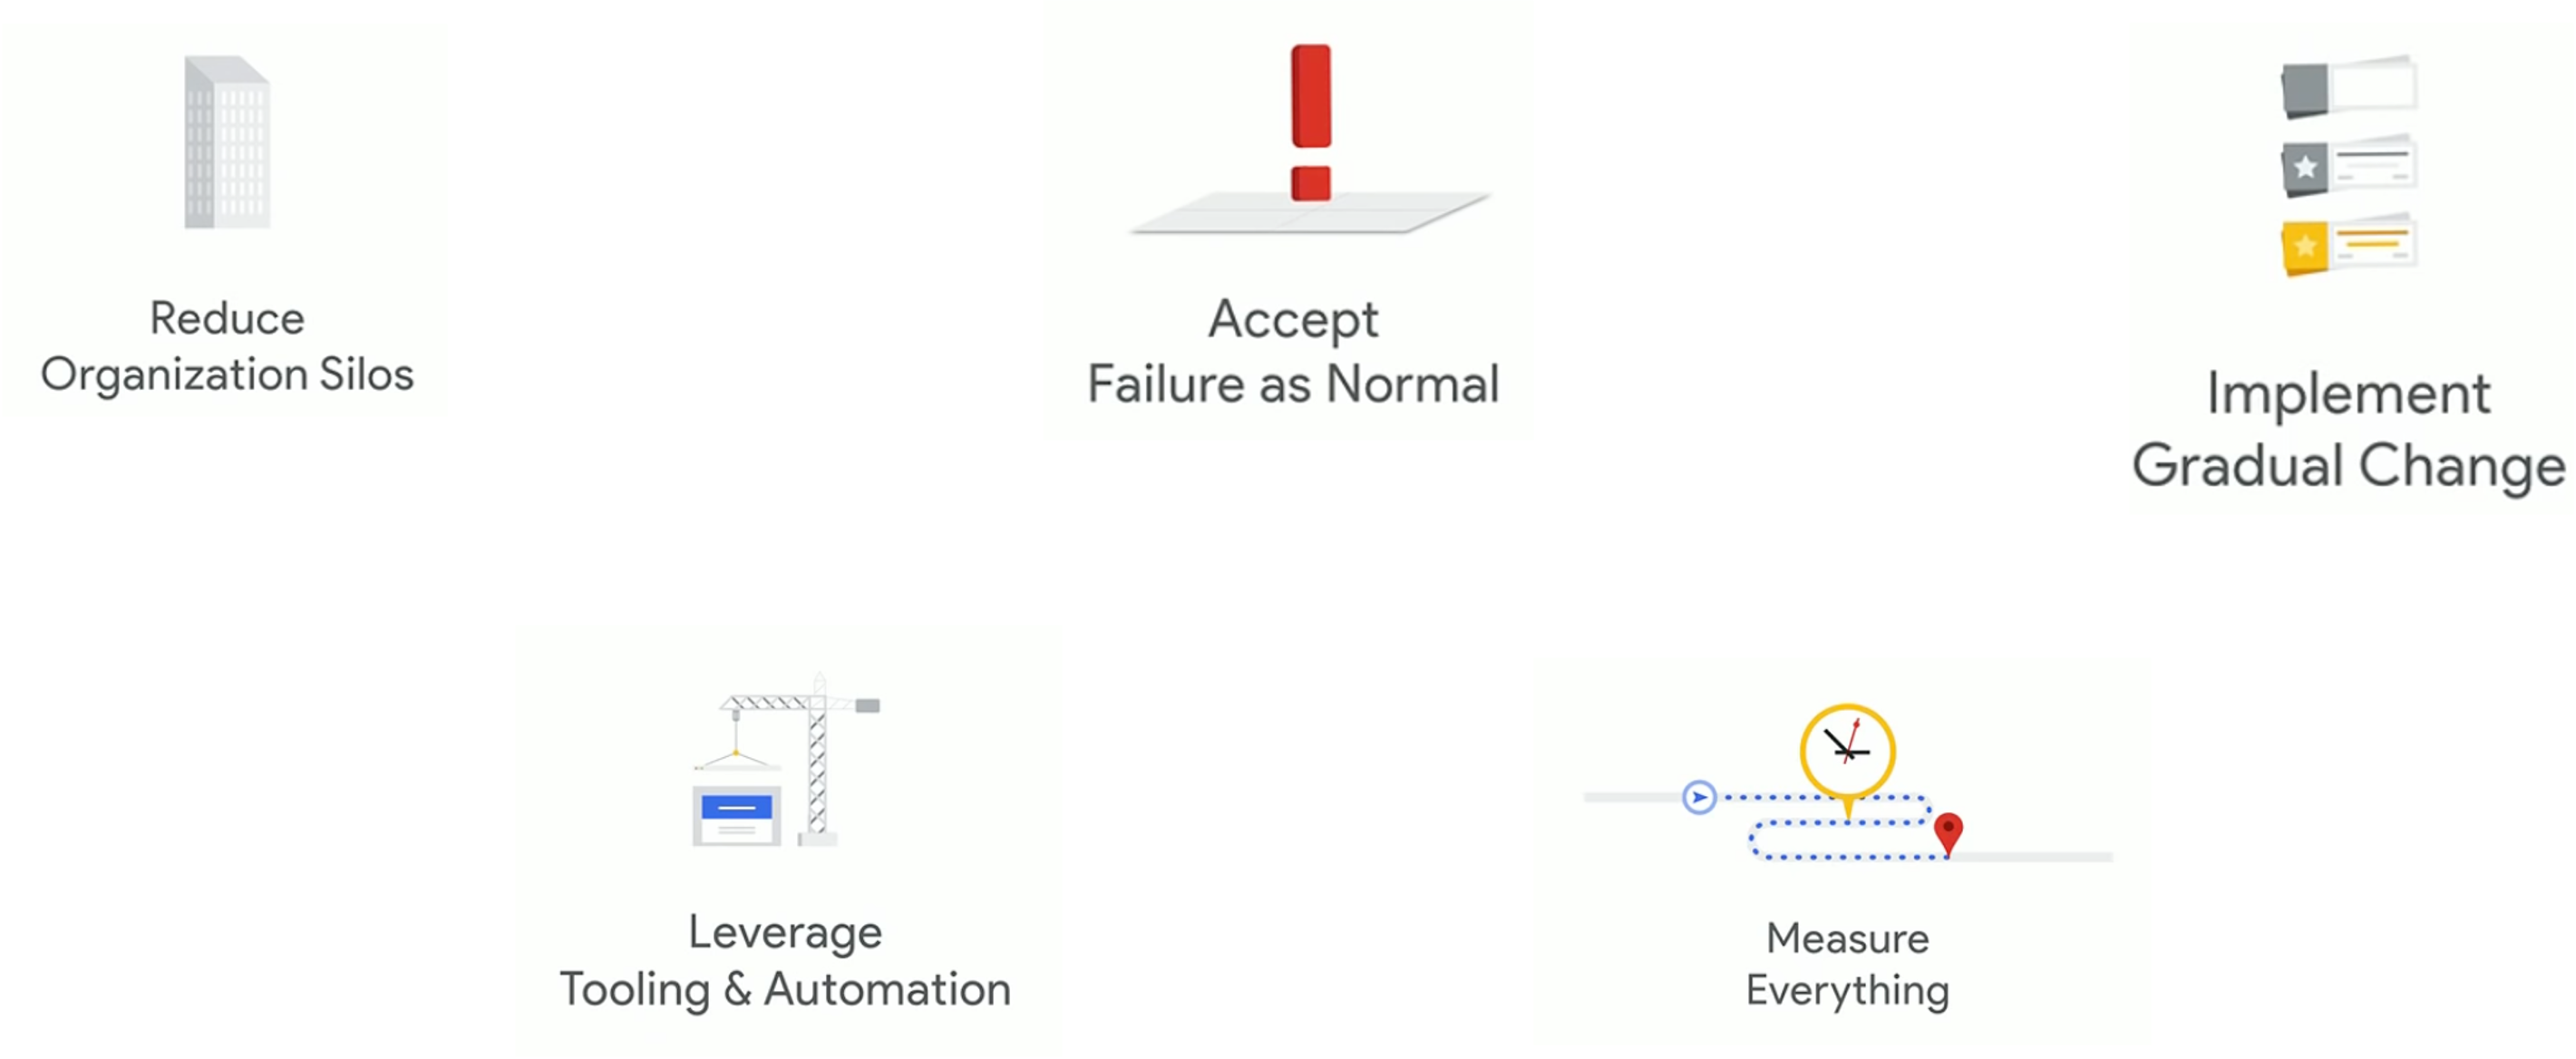 Reduce
Organization Silos
Accept
Failure as Normal
Implement
Gradual Change
Leverage
Tooling & Automation
Measure
Everything